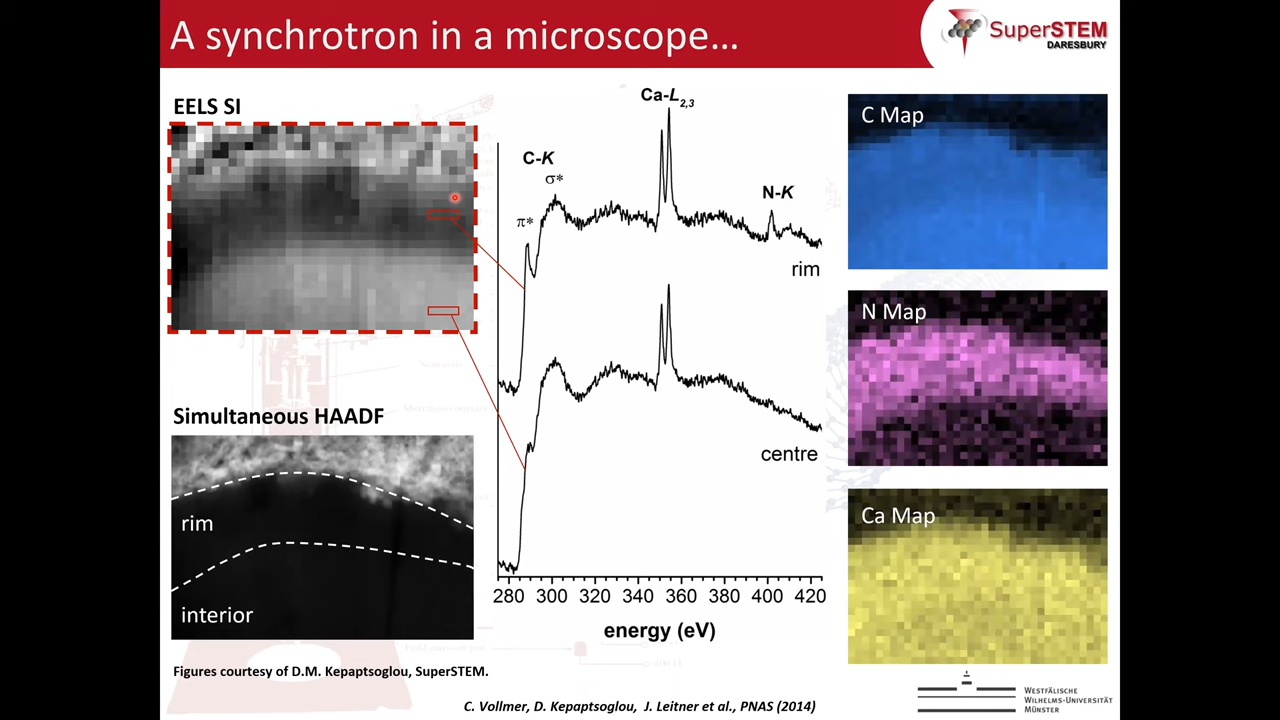 A synchrotron in a microscope…
SuperSTEM
DARESBURY
EELS SI
Ca-L2,3
C-K
σ*
π*
N-K
rim
centre
280 300 320 340 360 380 400 420
energy (eV)
C Map
N Map
Ca Map
Simultaneous HAADF
rim
interior
Figures courtesy of D.M. Kepaptsoglou, SuperSTEM.
C. Vollmer, D. Kepaptsoglou, J. Leitner et al., PNAS (2014)
WESTFÄLISCHE
WILHELMS-UNIVERSITÄT
MÜNSTER